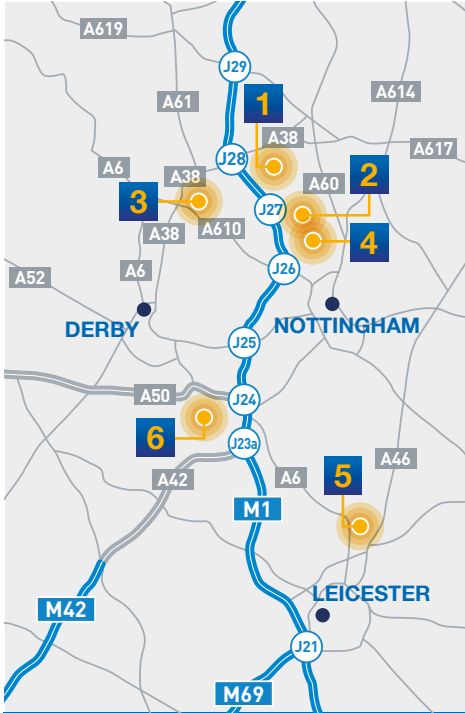 A619
J29
A61
1
A614
A38
A617
J28
A6
A38
2
3
A60
J27
A610
4
A38
A6
J26
A52
DERBY
NOTTINGHAM
J25
A50
J24
6
J23a
A46
A42
A6
5
M1
LEICESTER
M42
J21
M69